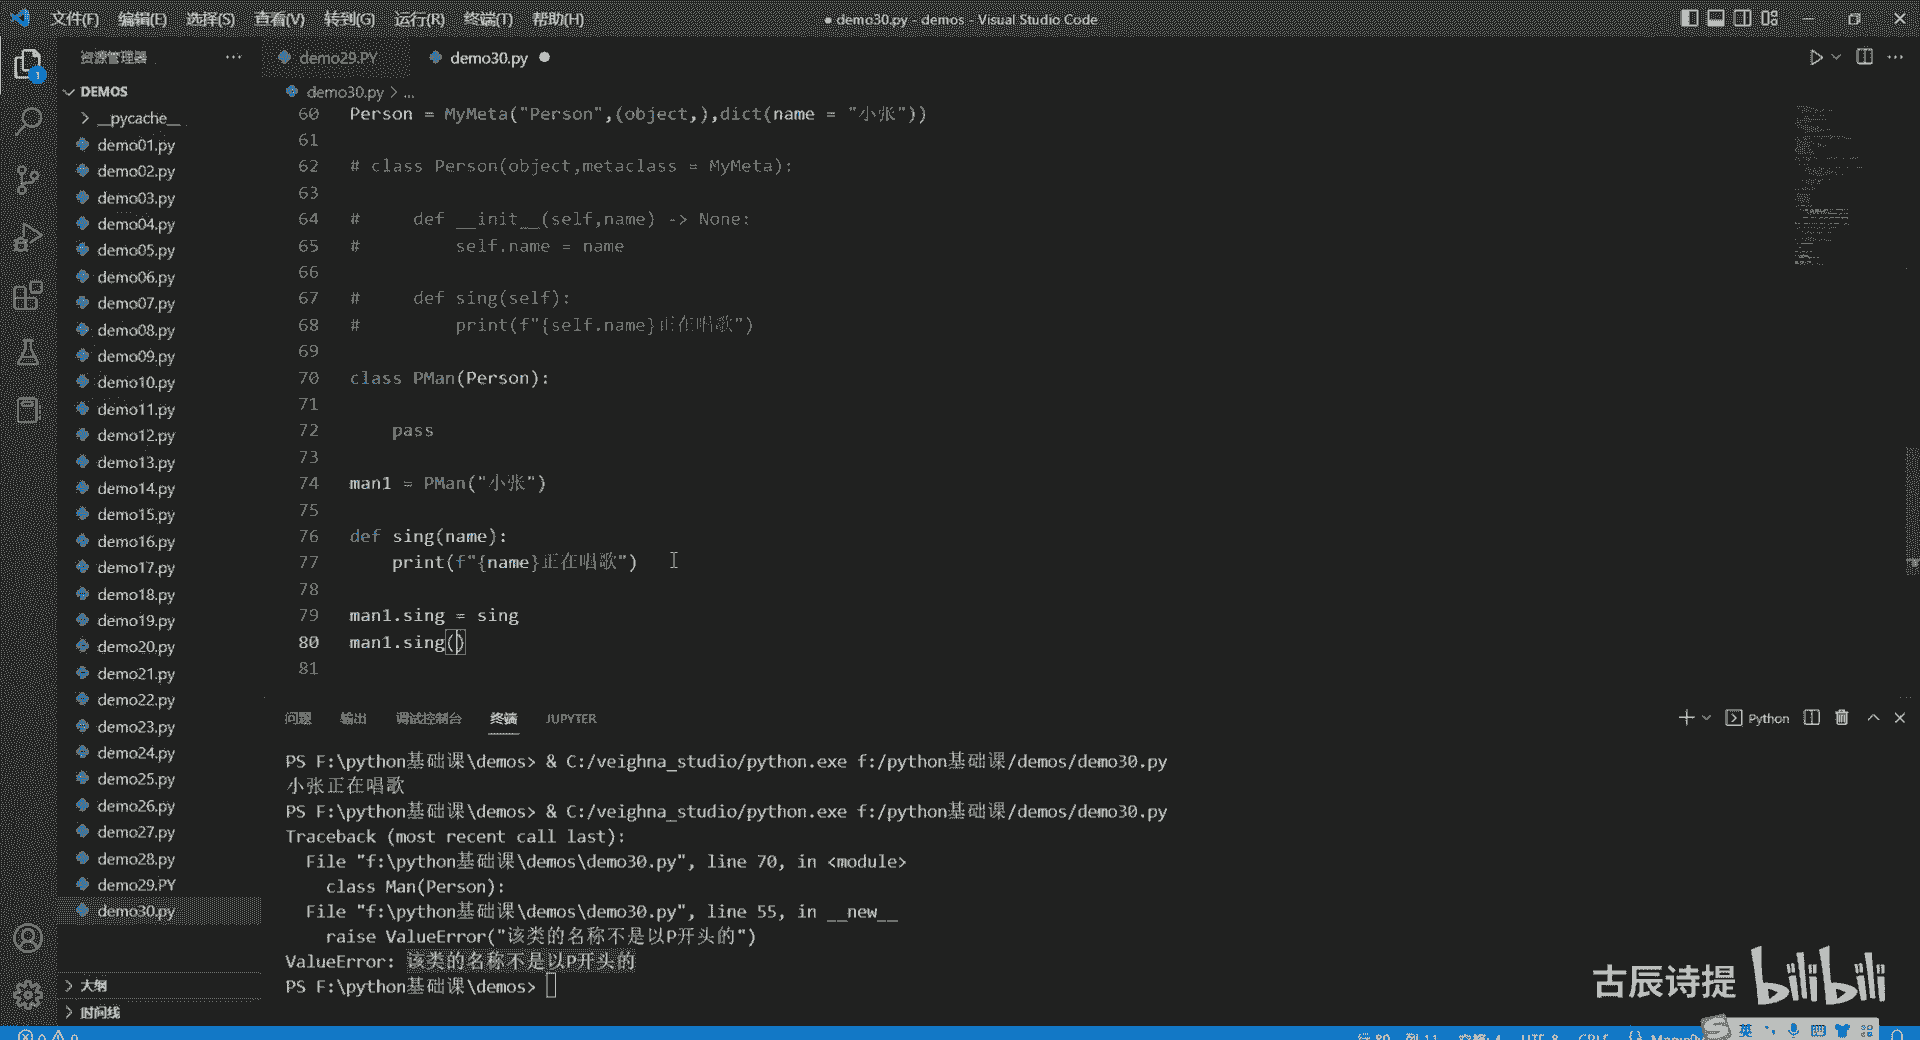 文件(F) 编辑(E) 选择(S) 查看(V) 转到(G) 运行(R) 终端(T) 帮助(H)
● demo30.py - demos - Visual Studio Code
资源管理器
DEMOS
__pycache__
demo01.py
demo02.py
demo03.py
demo04.py
demo05.py
demo06.py
demo07.py
demo08.py
demo09.py
demo10.py
demo11.py
demo12.py
demo13.py
demo14.py
demo15.py
demo16.py
demo17.py
demo18.py
demo19.py
demo20.py
demo21.py
demo22.py
demo23.py
demo24.py
demo25.py
demo26.py
demo27.py
demo28.py
demo29.PY
demo30.py
大纲
时间线
1
demo29.PY demo30.py
demo30.py > ...
60 Person = MyMeta("Person",(object,),dict(name = "小张"))
61
62 # class Person(object,metaclass = MyMeta):
63
64 #     def __init__(self,name) -> None:
65 #         self.name = name
66
67 #     def sing(self):
68 #         print(f"{self.name}正在唱歌")
69
70 class PMan(Person):
71
72     pass
73
74 man1 = PMan("小张")
75
76 def sing(name):
77     print(f"{name}正在唱歌")
78
79 man1.sing = sing
80 man1.sing()
81
问题 输出 调试控制台 终端 JUPYTER
Python
PS F:\python基础课\demos> & C:/veighna_studio/python.exe f:/python基础课/demos/demo30.py
小张正在唱歌
PS F:\python基础课\demos> & C:/veighna_studio/python.exe f:/python基础课/demos/demo30.py
Traceback (most recent call last):
  File "f:\python基础课\demos\demo30.py", line 70, in <module>
    class Man(Person):
  File "f:\python基础课\demos\demo30.py", line 55, in __new__
    raise ValueError("该类的名称不是以P开头的")
ValueError: 该类的名称不是以P开头的
PS F:\python基础课\demos>
古辰诗提 bilibili
英